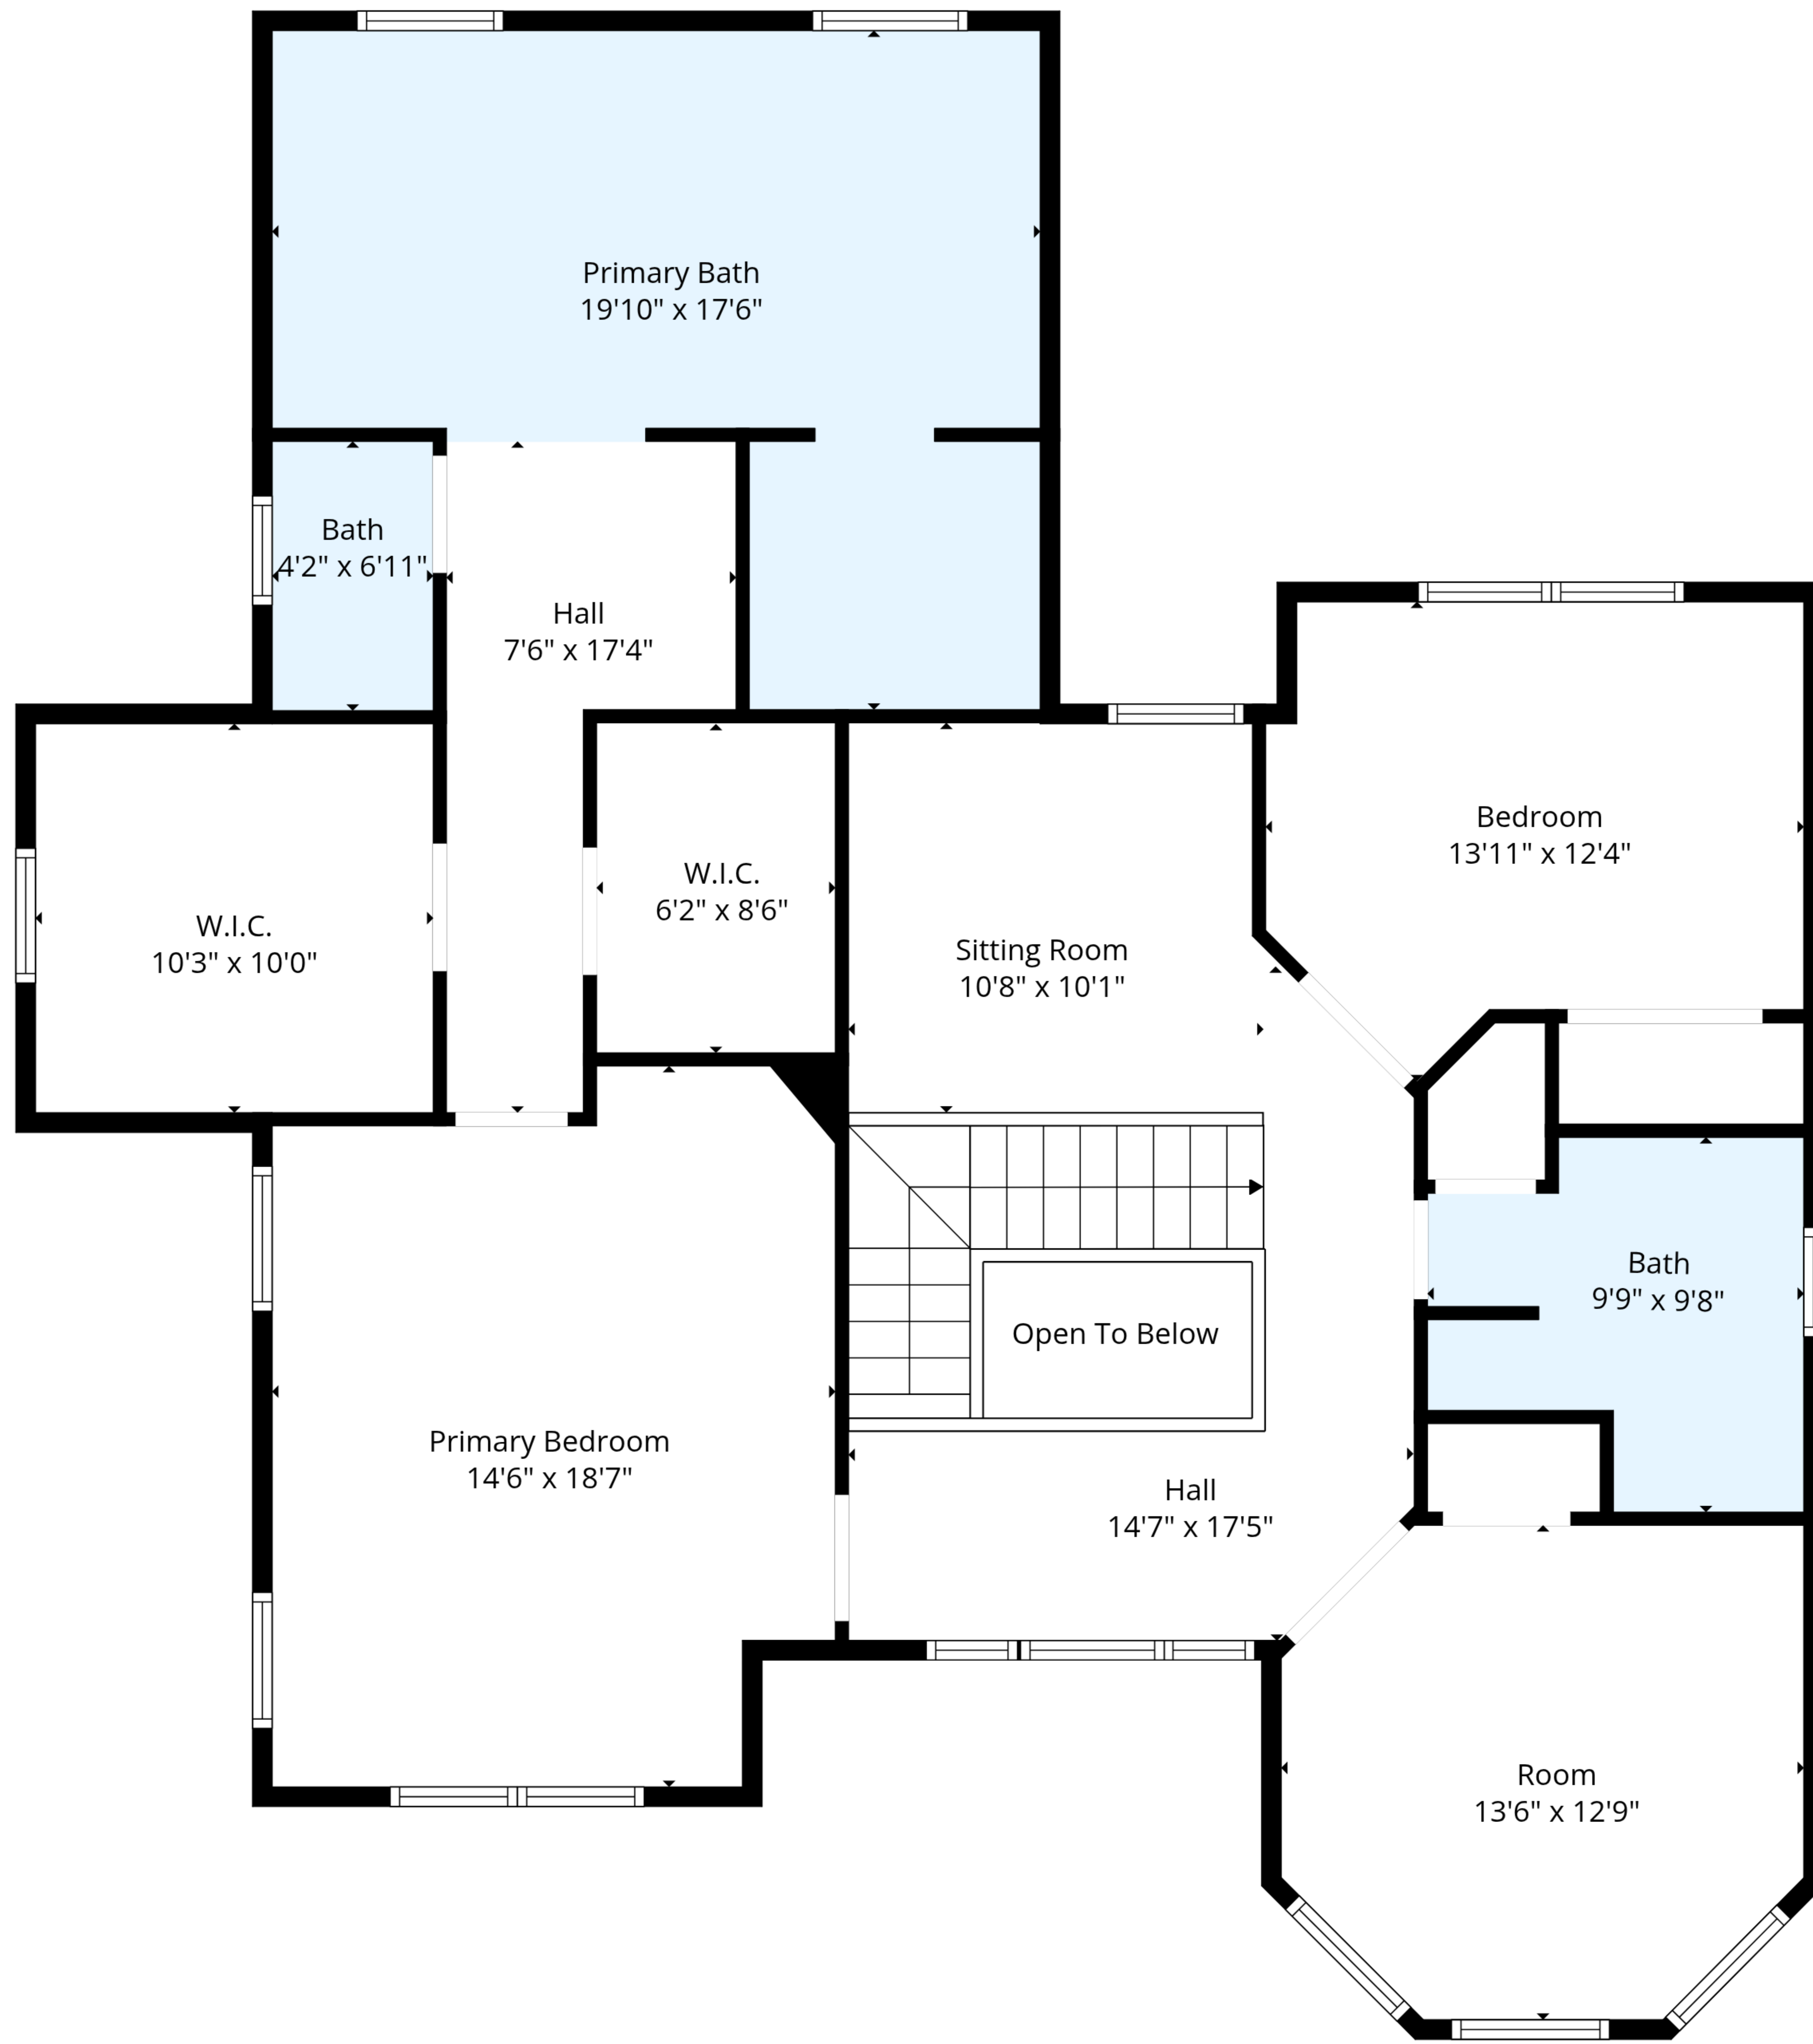 Primary Bath
19'10" x 17'6"
Bath
4'2" x 6'11"
Hall
7'6" x 17'4"
Bedroom
13'11" x 12'4"
W.I.C.
6'2" x 8'6"
W.I.C.
10'3" x 10'0"
Sitting Room
10'8" x 10'1"
Bath
9'9" x 9'8"
Open To Below
Primary Bedroom
14'6" x 18'7"
Hall
14'7" x 17'5"
Room
13'6" x 12'9"